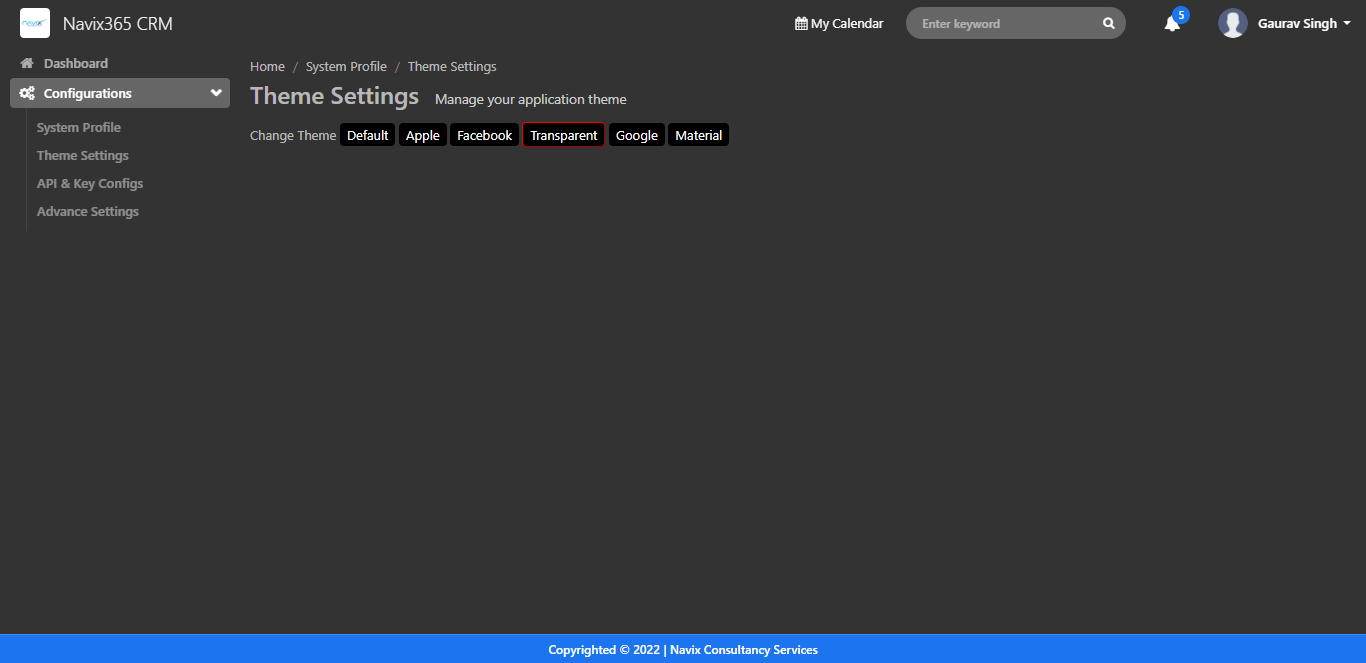 navix
Navix365 CRM
My Calendar
Enter keyword
5
Gaurav Singh
Dashboard
Configurations
System Profile
Theme Settings
API & Key Configs
Advance Settings
Home / System Profile / Theme Settings
Theme Settings Manage your application theme
Change Theme Default Apple Facebook Transparent Google Material
Copyrighted © 2022 | Navix Consultancy Services